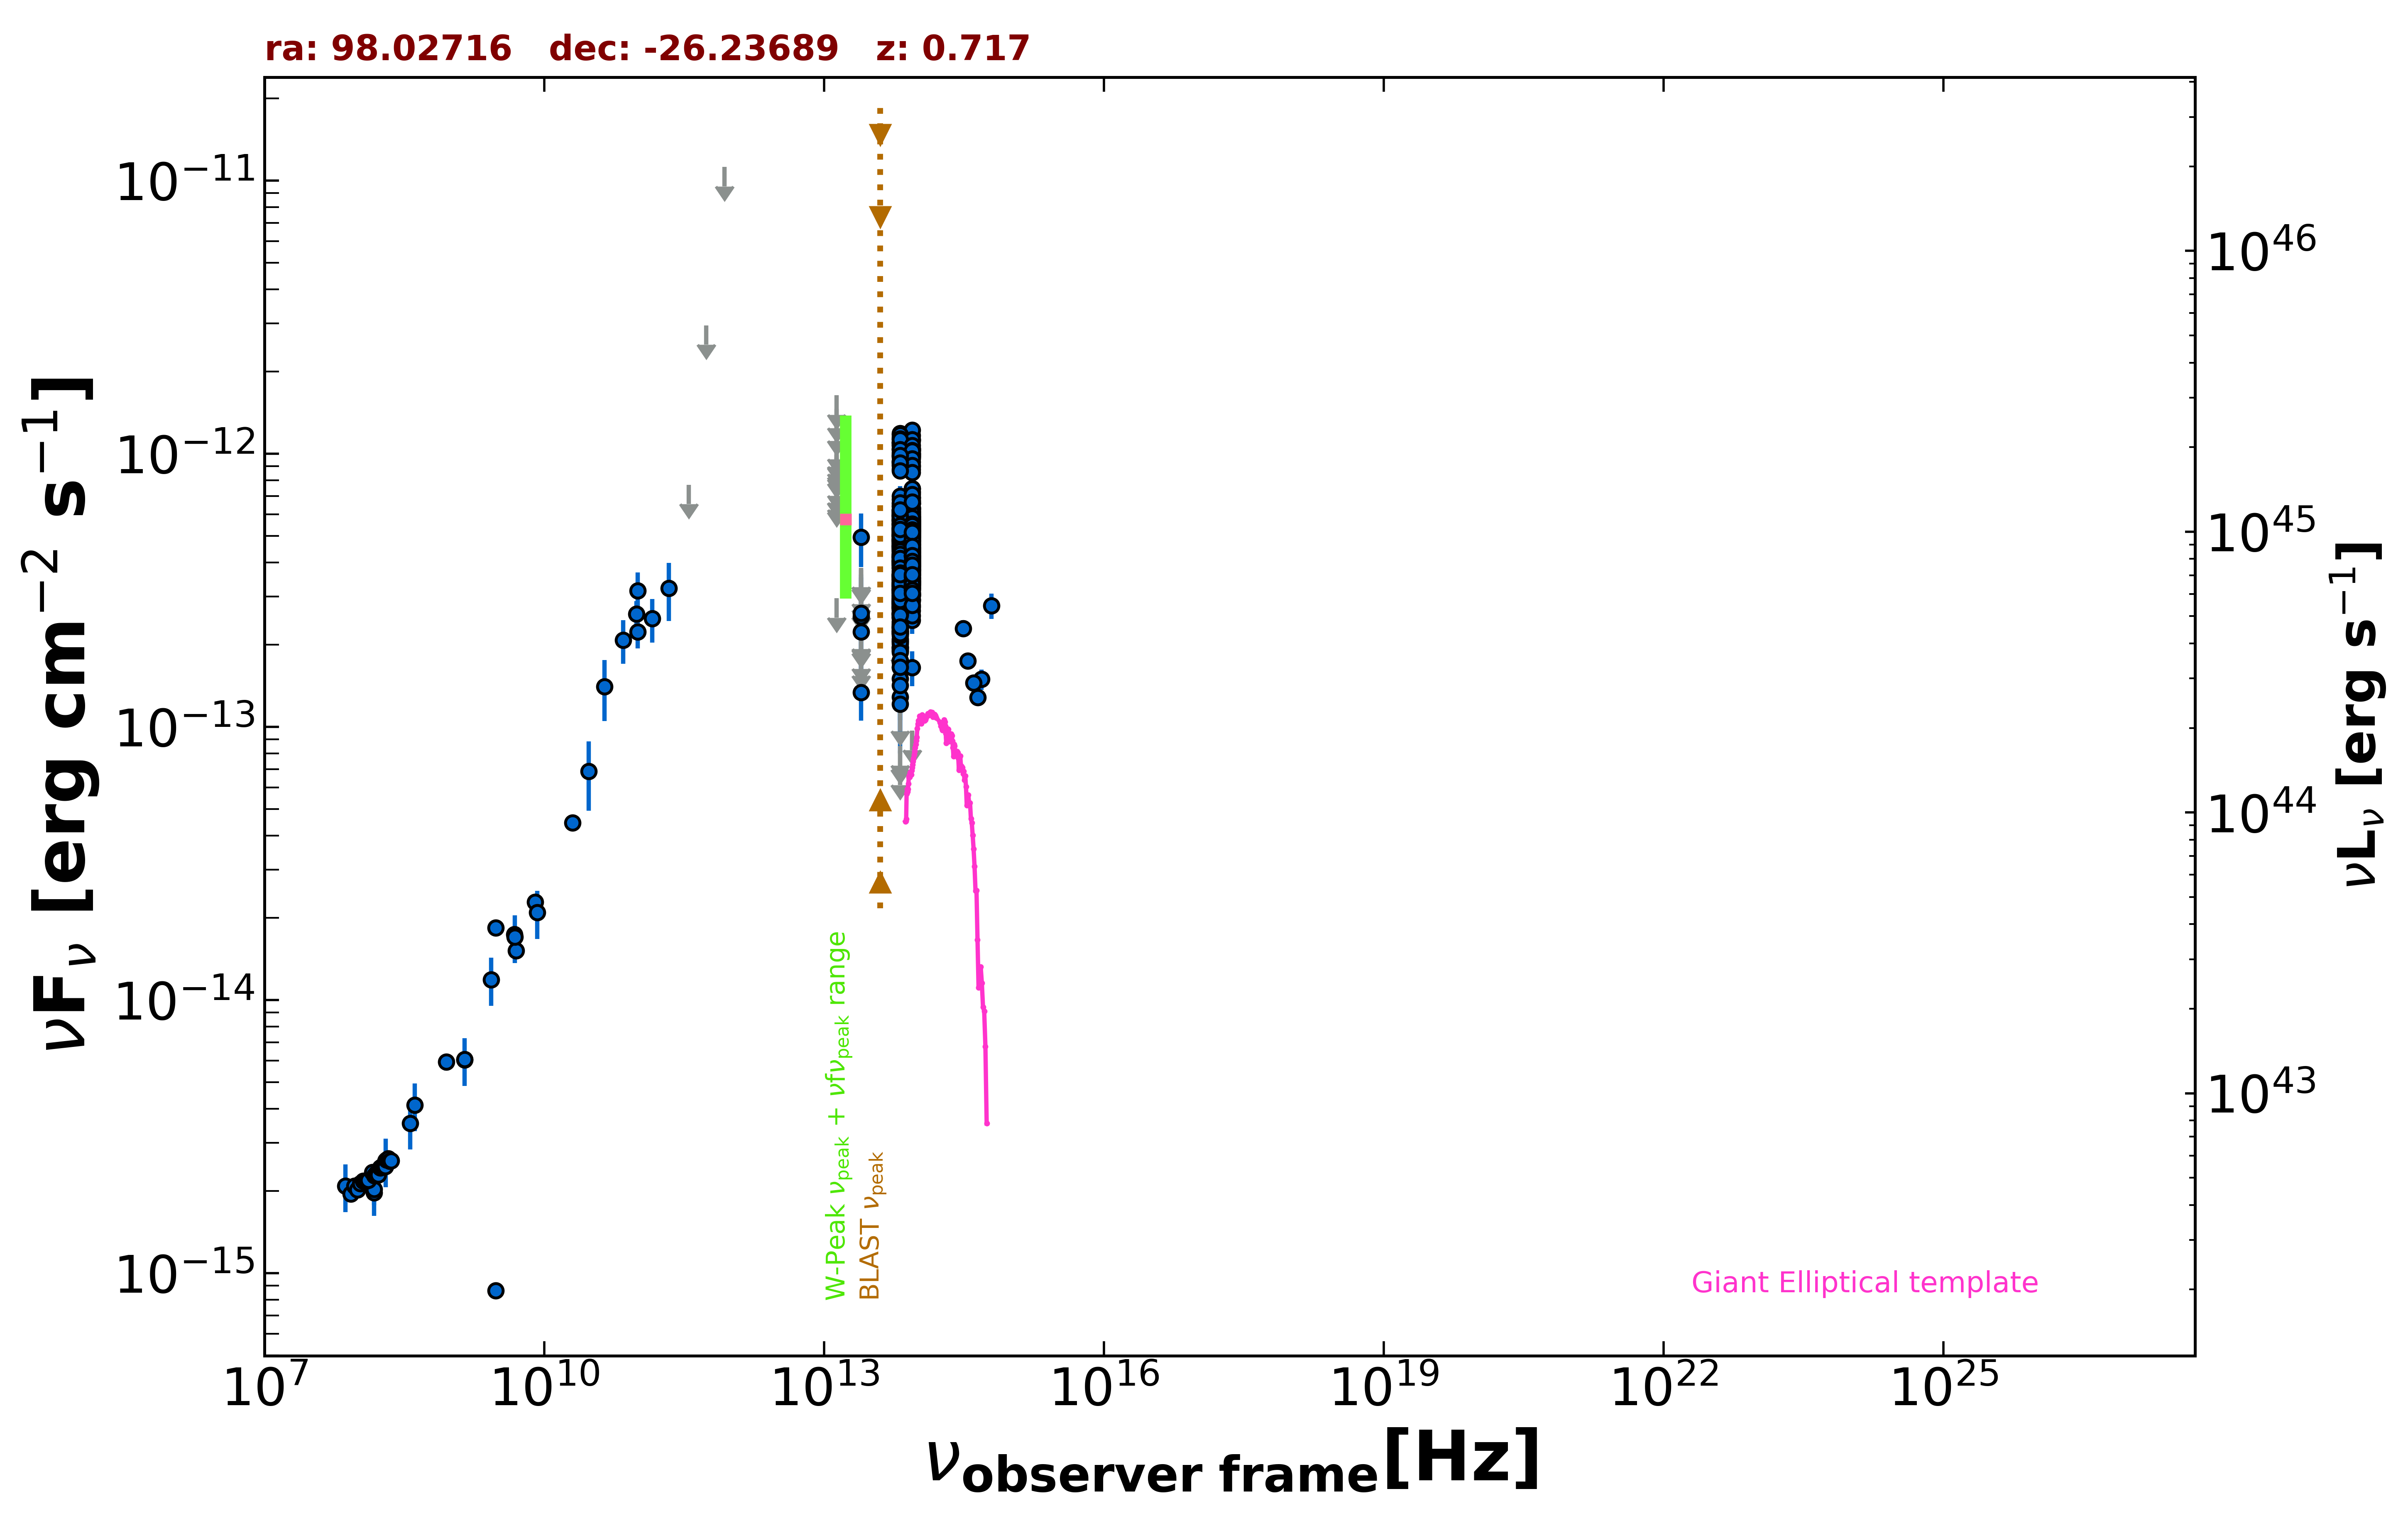 ra: 98.02716 dec: -26.23689 z: 0.717
νFν [erg cm⁻² s⁻¹]
10⁻¹¹
10⁻¹²
10⁻¹³
10⁻¹⁴
10⁻¹⁵
10⁴⁶
10⁴⁵
10⁴⁴
10⁴³
νLν [erg s⁻¹]
W-Peak νpeak + νfνpeak range
BLAST νpeak
Giant Elliptical template
10⁷ 10¹⁰ 10¹³ 10¹⁶ 10¹⁹ 10²² 10²⁵
νobserver frame[Hz]